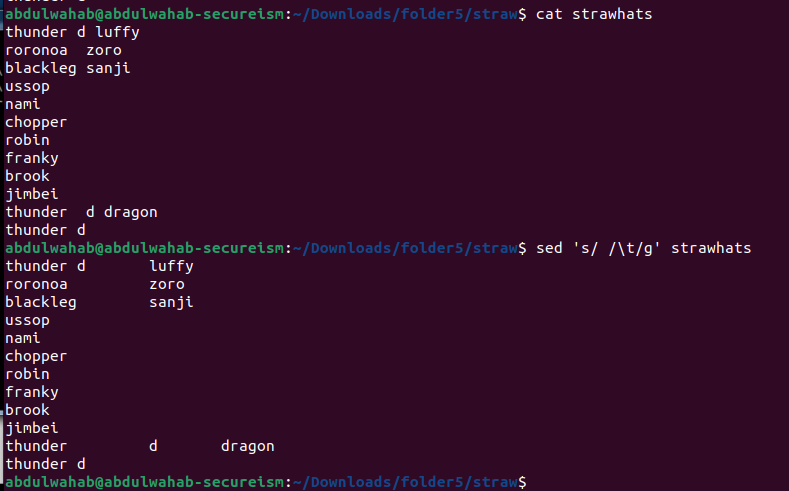 abdulwahab@abdulwahab-secureism:~/Downloads/folder5/straw$ cat strawhats
thunder d luffy
roronoa  zoro
blackleg sanji
ussop
nami
chopper
robin
franky
brook
jimbei
thunder  d dragon
thunder d
abdulwahab@abdulwahab-secureism:~/Downloads/folder5/straw$ sed 's/ /\t/g' strawhats
thunder d       luffy
roronoa         zoro
blackleg        sanji
ussop
nami
chopper
robin
franky
brook
jimbei
thunder         d       dragon
thunder d
abdulwahab@abdulwahab-secureism:~/Downloads/folder5/straw$